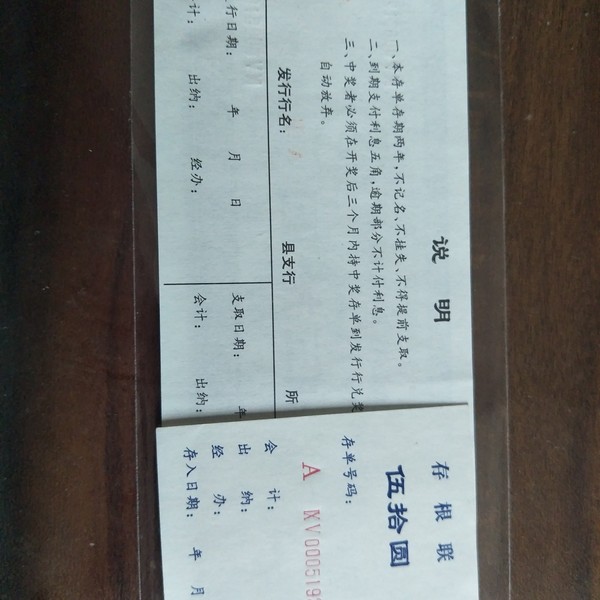 说明
一、本存单存期两年,不记名、不挂失、不得提前支取。
二、到期支付利息五角,逾期部分不计付利息。
三、中奖者必须在开奖后三个月内持中奖存单到发行行兑奖
自动放弃。
发行行名: 县支行 所
行日期: 年 月 日
支取日期: 年
计: 出纳: 经办:
会计: 出纳:
存根联
伍拾圆
存单号码:
A XV000519
会计:
出纳:
经办:
存入日期: 年 月